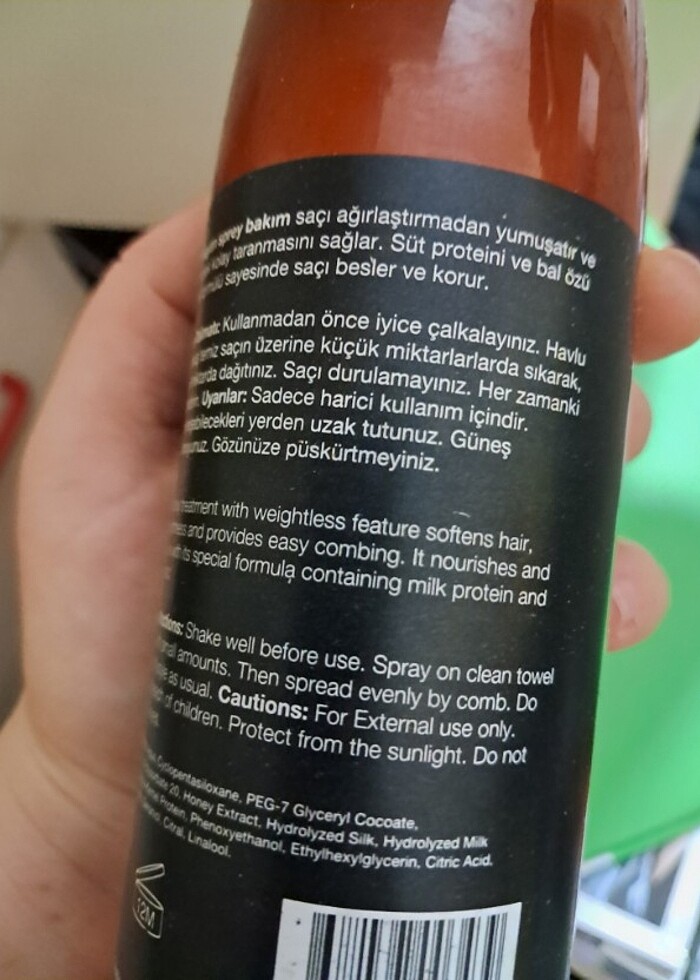 sprey bakım saçı ağırlaştırmadan yumuşatır ve
kolay taranmasını sağlar. Süt proteini ve bal özü
sayesinde saçı besler ve korur.
Kullanmadan önce iyice çalkalayınız. Havlu
saçın üzerine küçük miktarlarlarda sıkarak,
dağıtınız. Saçı durulamayınız. Her zamanki
Uyarılar: Sadece harici kullanım içindir.
yerden uzak tutunuz. Güneş
Gözünüze püskürtmeyiniz.
treatment with weightless feature softens hair,
and provides easy combing. It nourishes and
its special formula containing milk protein and
Shake well before use. Spray on clean towel
amounts. Then spread evenly by comb. Do
as usual. Cautions: For External use only.
of children. Protect from the sunlight. Do not
Cyclopentasiloxane, PEG-7 Glyceryl Cocoate,
20, Honey Extract, Hydrolyzed Silk, Hydrolyzed Milk
Protein, Phenoxyethanol, Ethylhexylglycerin, Citric Acid,
Citral, Linalool.
12M